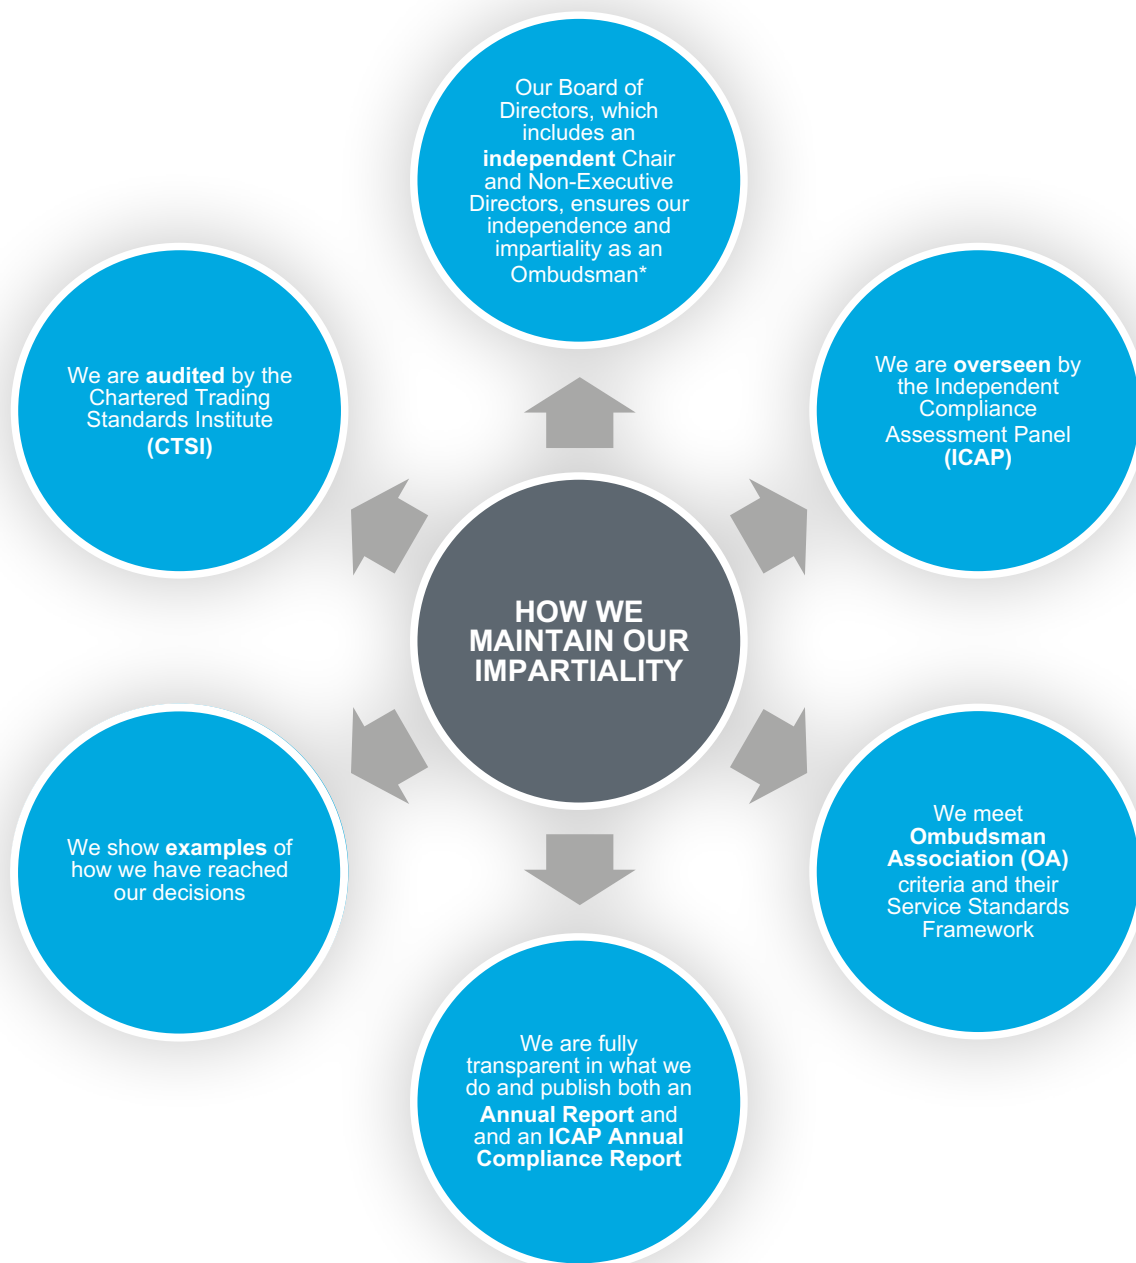 Our Board of
Directors, which
includes an
independent Chair
and Non-Executive
Directors, ensures our
independence and
impartiality as an
Ombudsman*
We are audited by the
Chartered Trading
Standards Institute
(CTSI)
We are overseen by
the Independent
Compliance
Assessment Panel
(ICAP)
HOW WE
MAINTAIN OUR
IMPARTIALITY
We show examples of
how we have reached
our decisions
We meet
Ombudsman
Association (OA)
criteria and their
Service Standards
Framework
We are fully
transparent in what we
do and publish both an
Annual Report and
and an ICAP Annual
Compliance Report